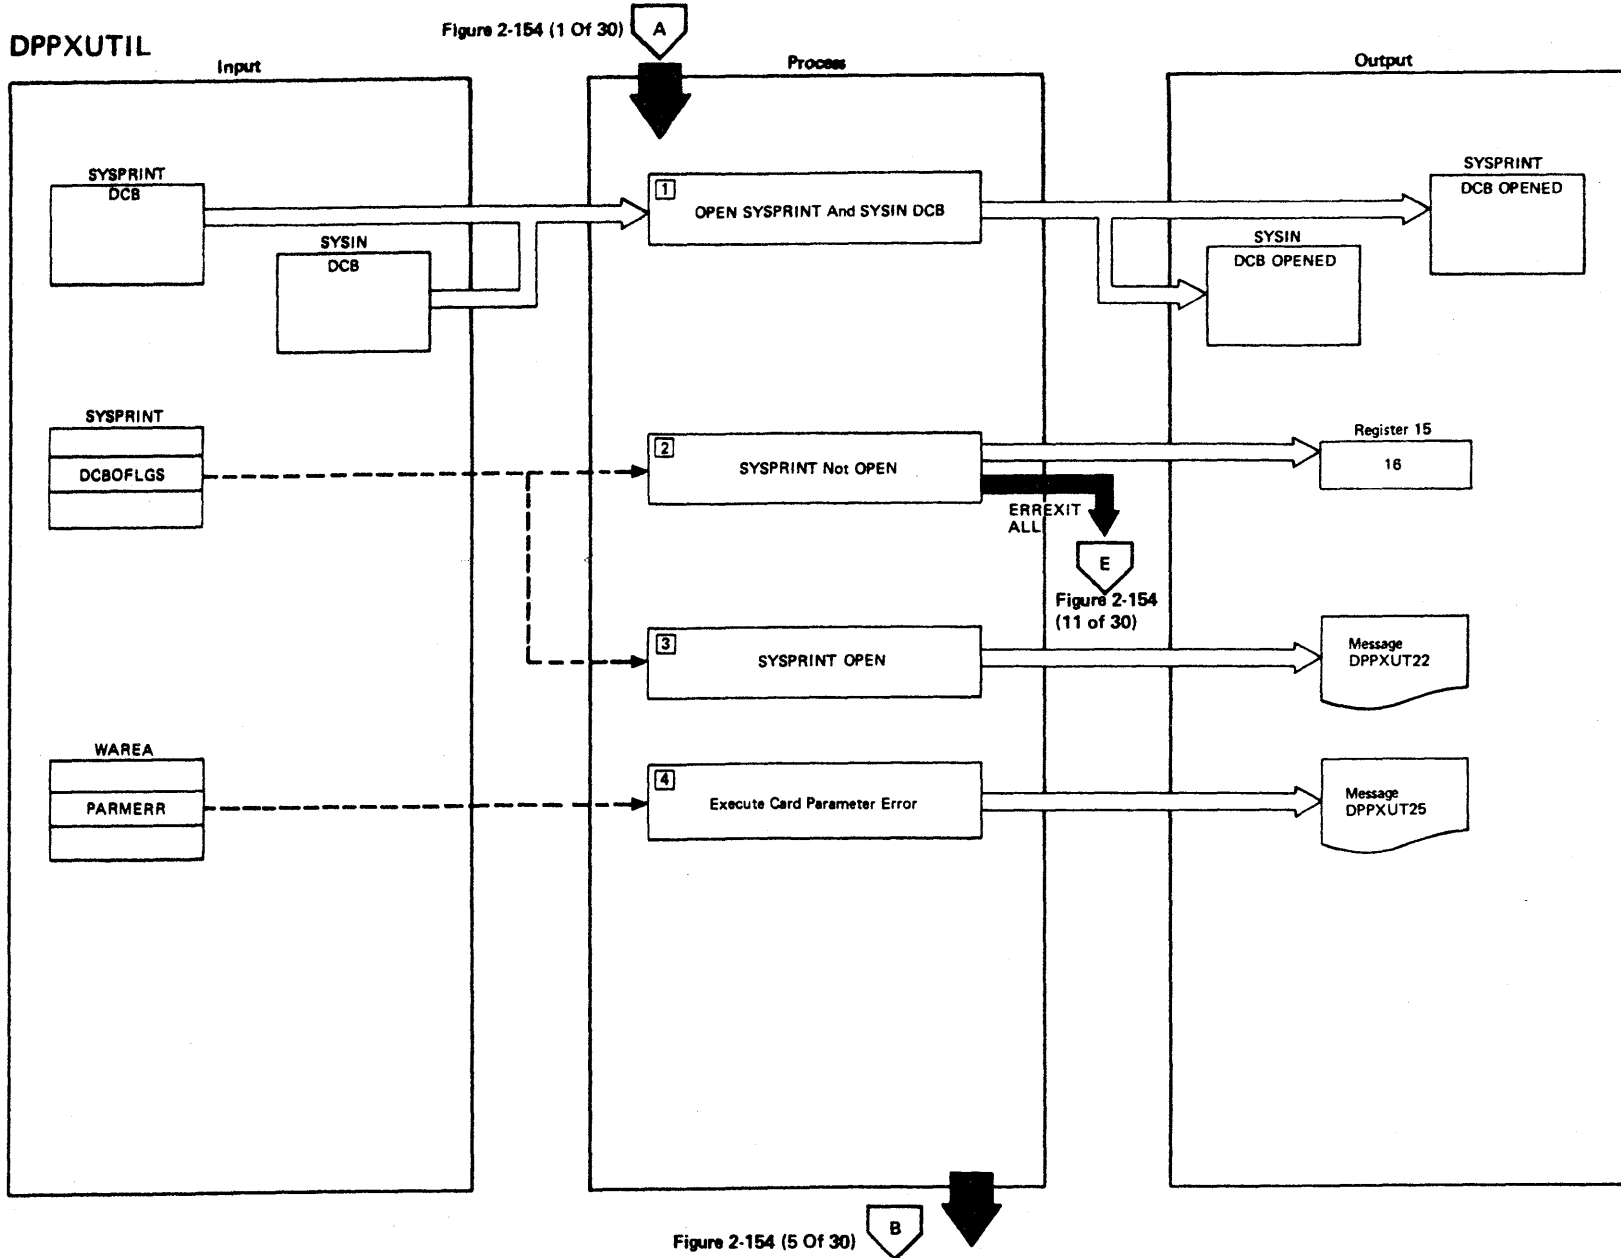 Figure 2-154 (1 Of 30)
A
DPPXUTIL
Input
Process
Output
SYSPRINT
DCB
SYSIN
DCB
1
OPEN SYSPRINT And SYSIN DCB
SYSPRINT
DCB OPENED
SYSIN
DCB OPENED
SYSPRINT
DCBOFLGS
2
SYSPRINT Not OPEN
Register 15
16
ERREXIT
ALL
E
Figure 2-154
(11 of 30)
3
SYSPRINT OPEN
Message
DPPXUT22
WAREA
PARMERR
4
Execute Card Parameter Error
Message
DPPXUT25
Figure 2-154 (5 Of 30)
B